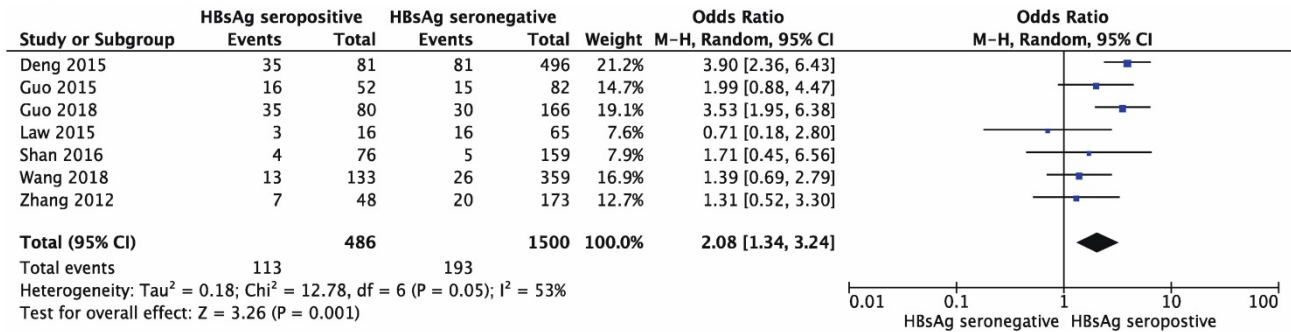 HBsAg seropositive HBsAg seronegative Odds Ratio Odds Ratio
Study or Subgroup Events Total Events Total Weight M-H, Random, 95% CI M-H, Random, 95% CI
Deng 2015 35 81 81 496 21.2% 3.90 [2.36, 6.43]
Guo 2015 16 52 15 82 14.7% 1.99 [0.88, 4.47]
Guo 2018 35 80 30 166 19.1% 3.53 [1.95, 6.38]
Law 2015 3 16 16 65 7.6% 0.71 [0.18, 2.80]
Shan 2016 4 76 5 159 7.9% 1.71 [0.45, 6.56]
Wang 2018 13 133 26 359 16.9% 1.39 [0.69, 2.79]
Zhang 2012 7 48 20 173 12.7% 1.31 [0.52, 3.30]
Total (95% CI) 486 1500 100.0% 2.08 [1.34, 3.24]
Total events 113 193
Heterogeneity: Tau² = 0.18; Chi² = 12.78, df = 6 (P = 0.05); I² = 53%
Test for overall effect: Z = 3.26 (P = 0.001)
0.01 0.1 1 10 100
HBsAg seronegative HBsAg seropostive